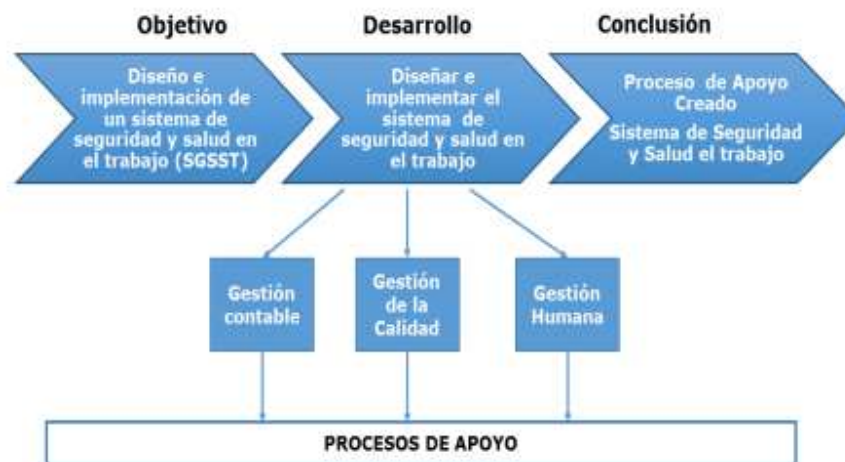 Objetivo
Desarrollo
Conclusión
Diseño e
implementación de
un sistema de
seguridad y salud en
el trabajo (SGSST)
Diseñar e
implementar el
sistema de
seguridad y salud en
el trabajo
Proceso de Apoyo
Creado
Sistema de Seguridad
y Salud el trabajo
Gestión
contable
Gestión
de la
Calidad
Gestión
Humana
PROCESOS DE APOYO